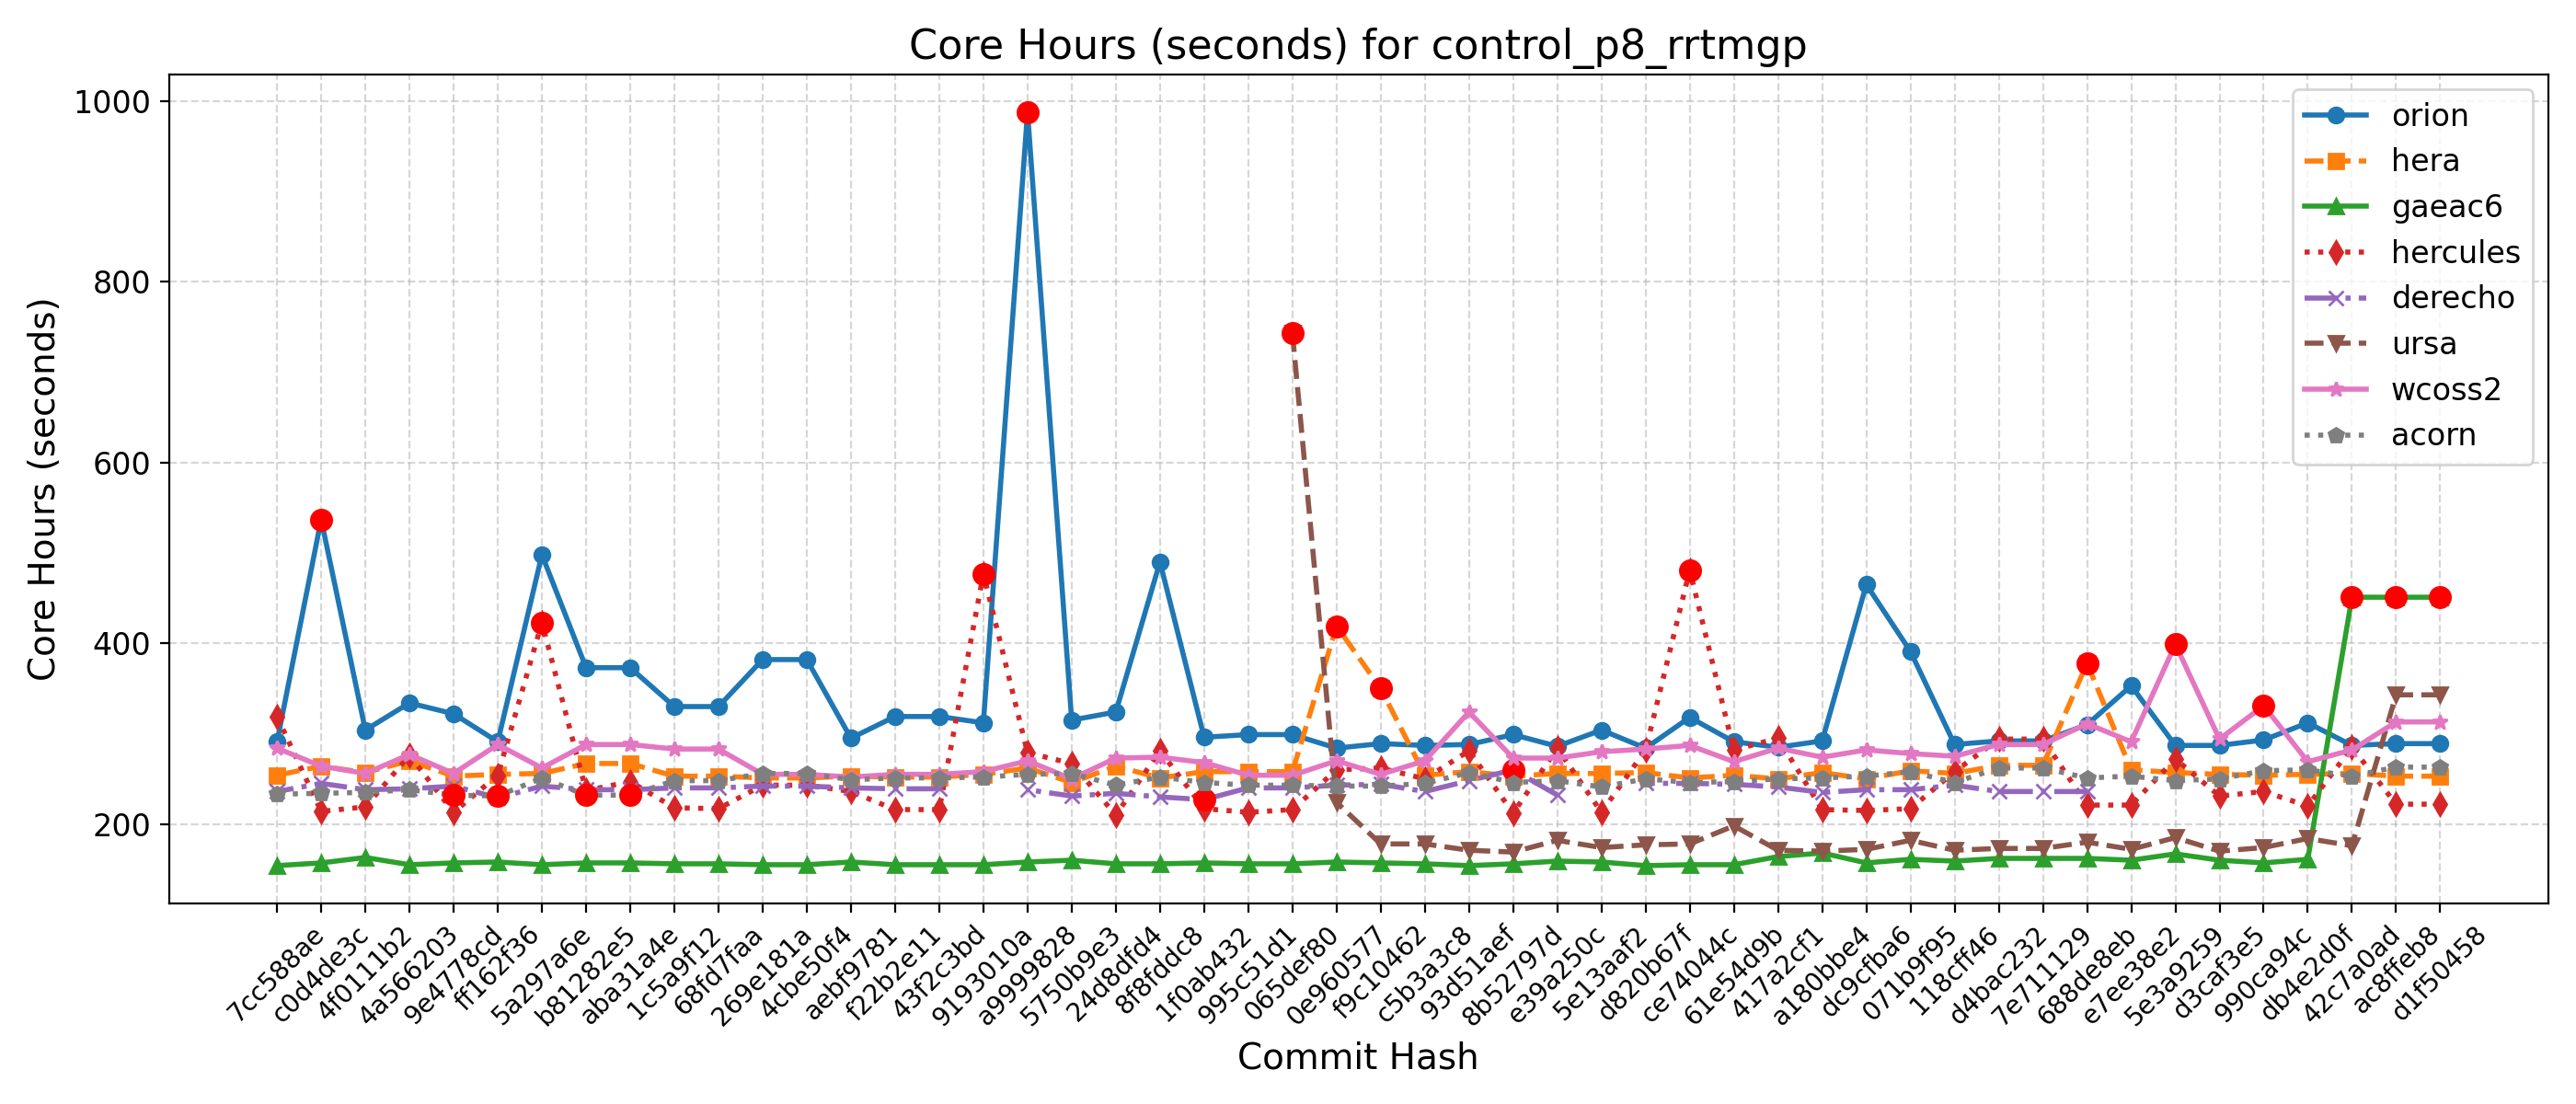 Core Hours (seconds) for control_p8_rrtmgp
Core Hours (seconds)
1000
800
600
400
200
orion
hera
gaeac6
hercules
derecho
ursa
wcoss2
acorn
7cc588ae
c0d4de3c
4f0111b2
4a566203
9e4778cd
ff162f36
5a297a6e
b81282e5
aba31a4e
1c5a9f12
68fd7faa
269e181a
4cbe50f4
aebf9781
f22b2e11
43f2c3bd
9193010a
a9999828
5750b9e3
24d8dfd4
8f8fddc8
1f0ab432
995c51d1
065def80
0e960577
f9c10462
c5b3a3c8
93d51aef
8b52797d
e39a250c
5e13aaf2
d820b67f
ce74044c
61e54d9b
417a2cf1
a180bbe4
dc9cfba6
071b9f95
118cff46
d4bac232
7e711129
688de8eb
e7ee38e2
5e3a9259
d3caf3e5
990ca94c
db4e2d0f
42c7a0ad
ac8ffeb8
d1f50458
Commit Hash